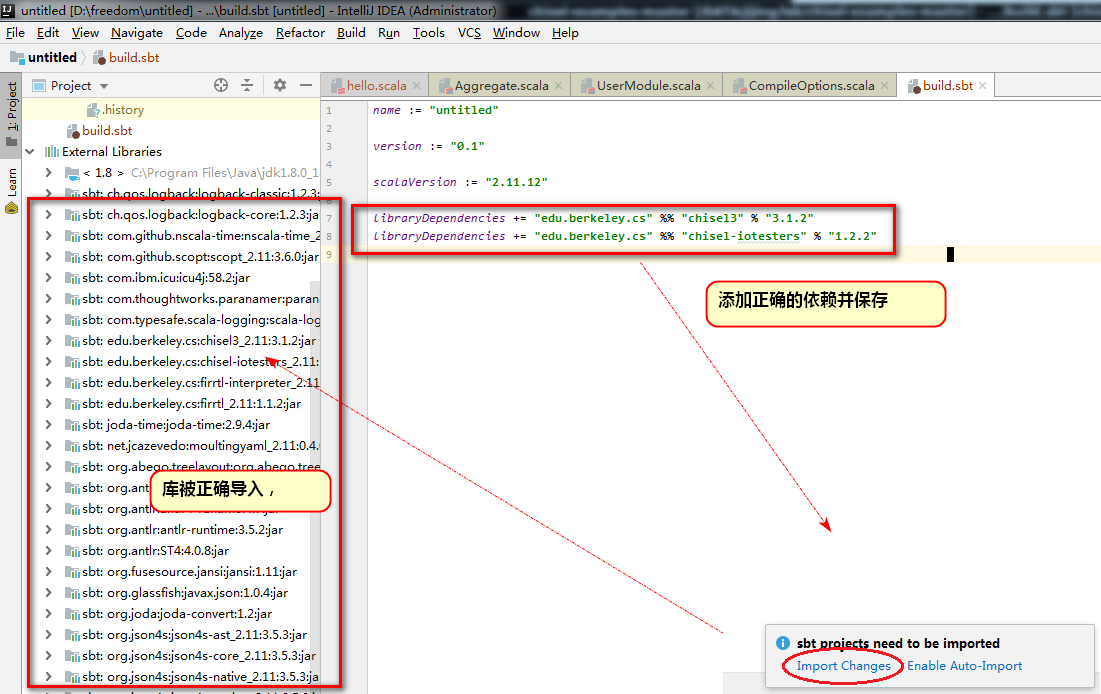 untitled [D:\freedom\untitled] - ...\build.sbt [untitled] - IntelliJ IDEA (Administrator)
File Edit View Navigate Code Analyze Refactor Build Run Tools VCS Window Help
untitled build.sbt
Project
hello.scala Aggregate.scala UserModule.scala CompileOptions.scala build.sbt
1: Project
Learn
.history
build.sbt
External Libraries
< 1.8 > C:\Program Files\Java\jdk1.8.0_1
sbt: ch.qos.logback:logback-classic:1.2.3:
sbt: ch.qos.logback:logback-core:1.2.3:ja
sbt: com.github.nscala-time:nscala-time_2
sbt: com.github.scopt:scopt_2.11:3.6.0:jar
sbt: com.ibm.icu:icu4j:58.2:jar
sbt: com.thoughtworks.paranamer:paran
sbt: com.typesafe.scala-logging:scala-log
sbt: edu.berkeley.cs:chisel3_2.11:3.1.2:jar
sbt: edu.berkeley.cs:chisel-iotesters_2.11:
sbt: edu.berkeley.cs:firrtl-interpreter_2.11
sbt: edu.berkeley.cs:firrtl_2.11:1.1.2:jar
sbt: joda-time:joda-time:2.9.4:jar
sbt: net.jcazevedo:moultingyaml_2.11:0.4.
sbt: org.abego.treelayout:org.abego.tree
sbt: org.ant
sbt: org.antlr
库被正确导入，
sbt: org.antlr:antlr-runtime:3.5.2:jar
sbt: org.antlr:ST4:4.0.8:jar
sbt: org.fusesource.jansi:jansi:1.11:jar
sbt: org.glassfish:javax.json:1.0.4:jar
sbt: org.joda:joda-convert:1.2:jar
sbt: org.json4s:json4s-ast_2.11:3.5.3:jar
sbt: org.json4s:json4s-core_2.11:3.5.3:jar
sbt: org.json4s:json4s-native_2.11:3.5.3:ja
1 name := "untitled"
2
3 version := "0.1"
4
5 scalaVersion := "2.11.12"
6
7 libraryDependencies += "edu.berkeley.cs" %% "chisel3" % "3.1.2"
8 libraryDependencies += "edu.berkeley.cs" %% "chisel-iotesters" % "1.2.2"
9
添加正确的依赖并保存
sbt projects need to be imported
Import Changes Enable Auto-Import